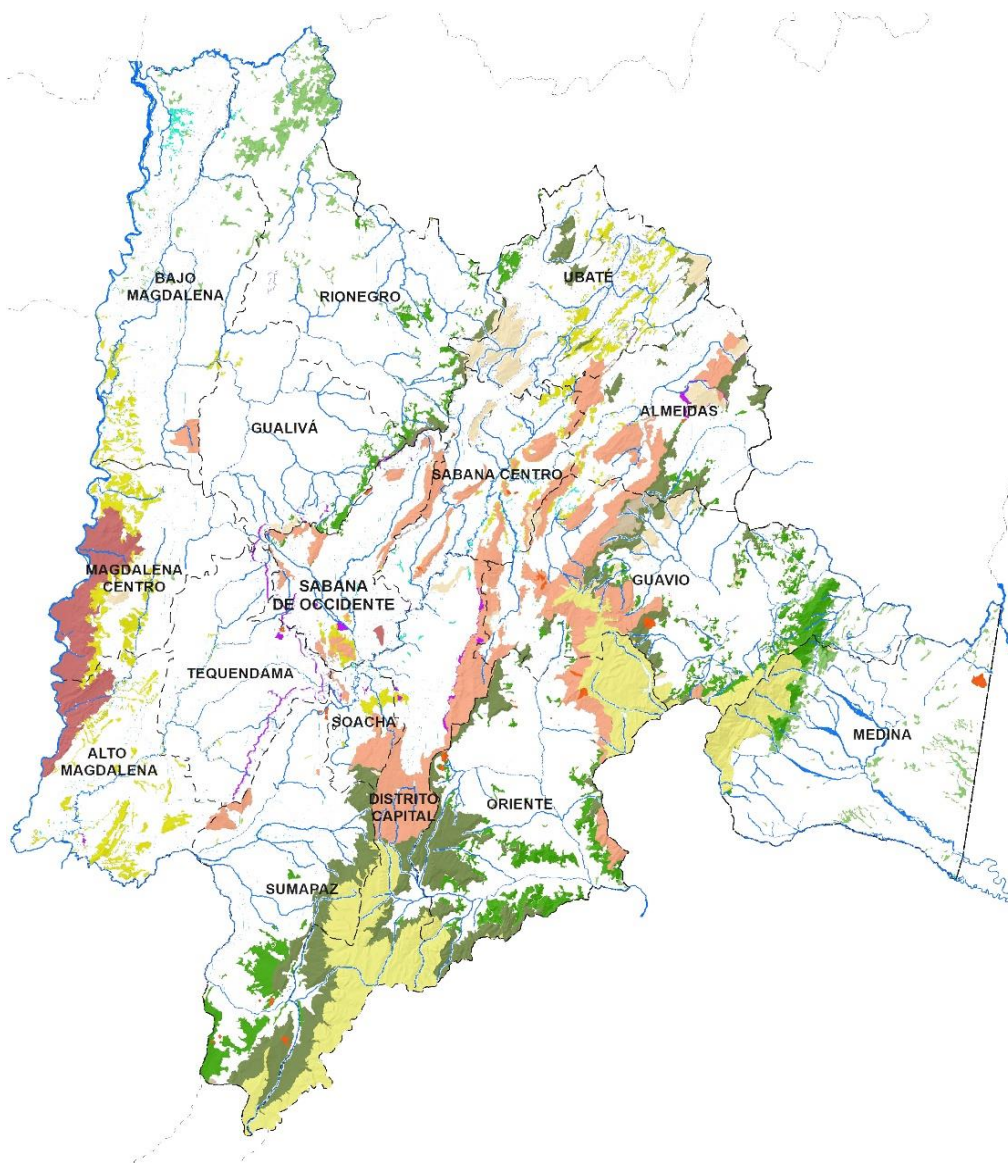 UBATÉ
BAJO
MAGDALENA
RIONEGRO
ALMEIDAS
GUALIVÁ
SABANA CENTRO
MAGDALENA
CENTRO
GUAVIO
SABANA
DE OCCIDENTE
TEQUENDAMA
SOACHA
MEDINA
ALTO
MAGDALENA
DISTRITO
CAPITAL
ORIENTE
SUMAPAZ